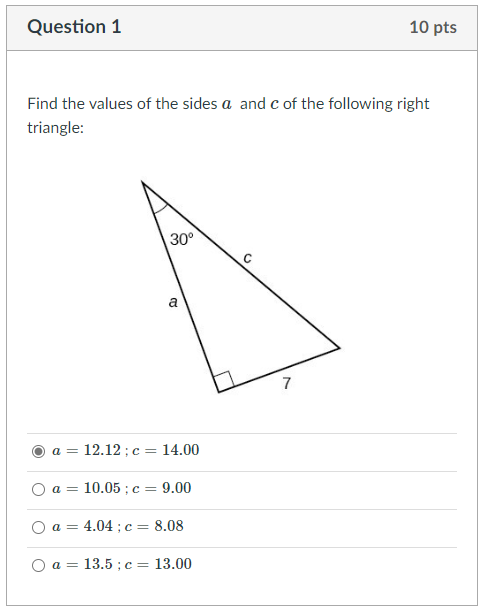 Question 1 10 pts
Find the values of the sides a and c of the following right
triangle:
30°
c
a
7
a = 12.12 ; c = 14.00
a = 10.05 ; c = 9.00
a = 4.04 ; c = 8.08
a = 13.5 ; c = 13.00